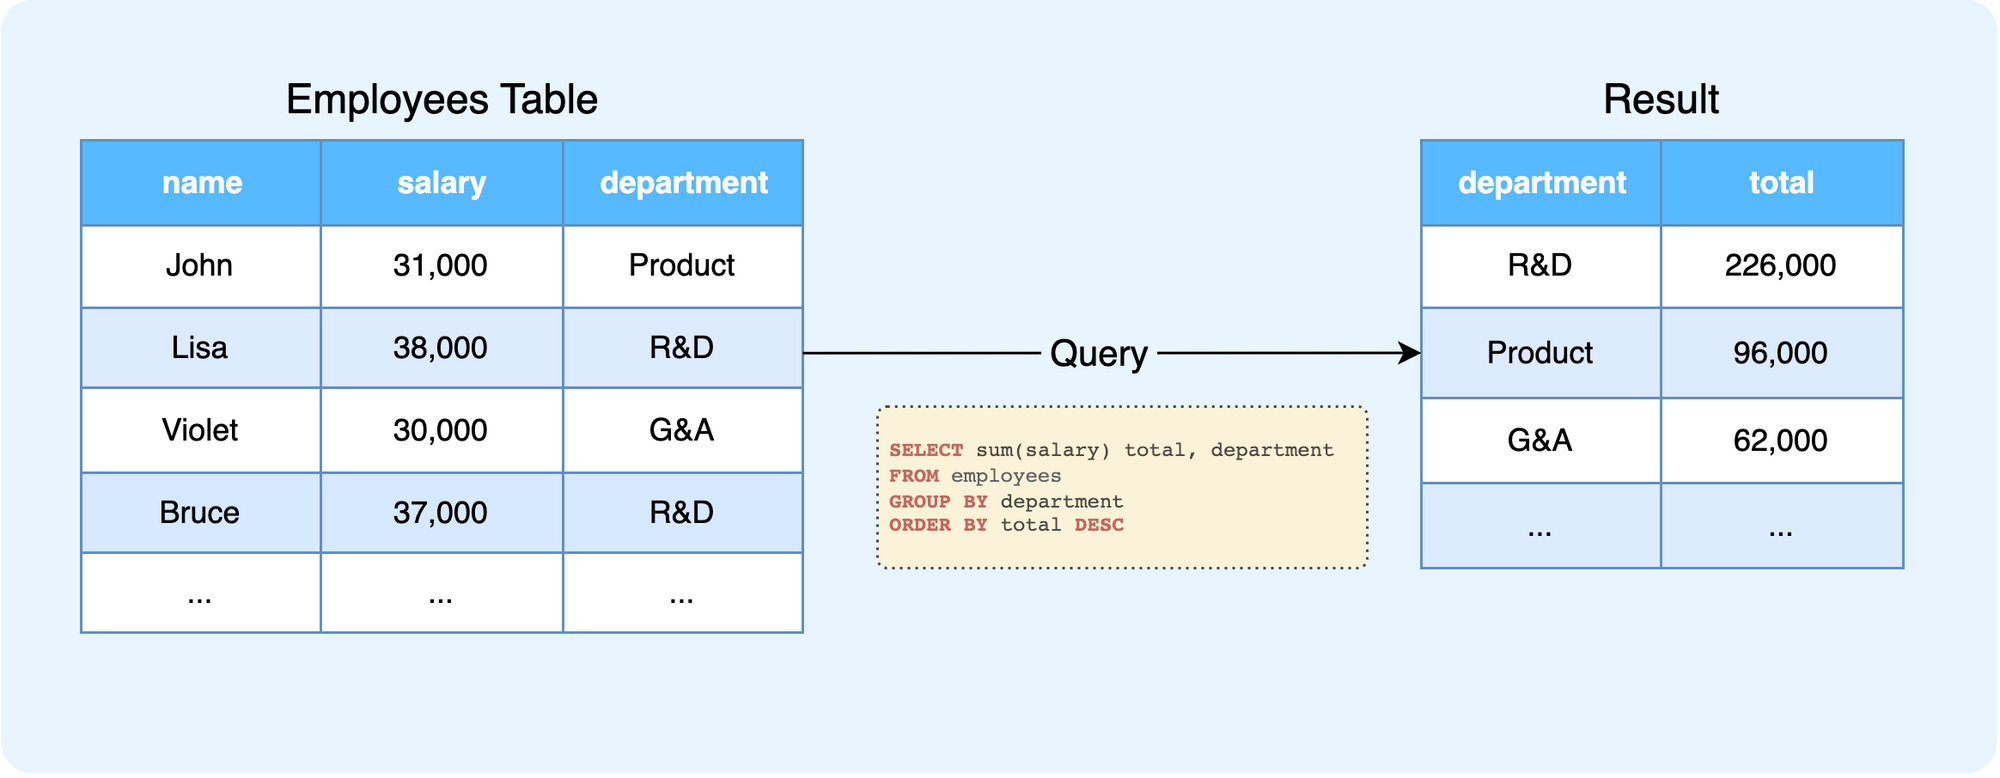 Employees Table
name salary department
John 31,000 Product
Lisa 38,000 R&D
Violet 30,000 G&A
Bruce 37,000 R&D
... ... ...
Query
SELECT sum(salary) total, department
FROM employees
GROUP BY department
ORDER BY total DESC
Result
department total
R&D 226,000
Product 96,000
G&A 62,000
... ...